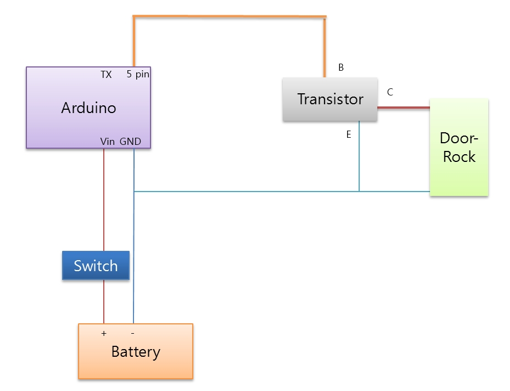 B
TX 5 pin
C
Transistor
Arduino
E
Door-
Rock
Vin GND
Switch
+ -
Battery